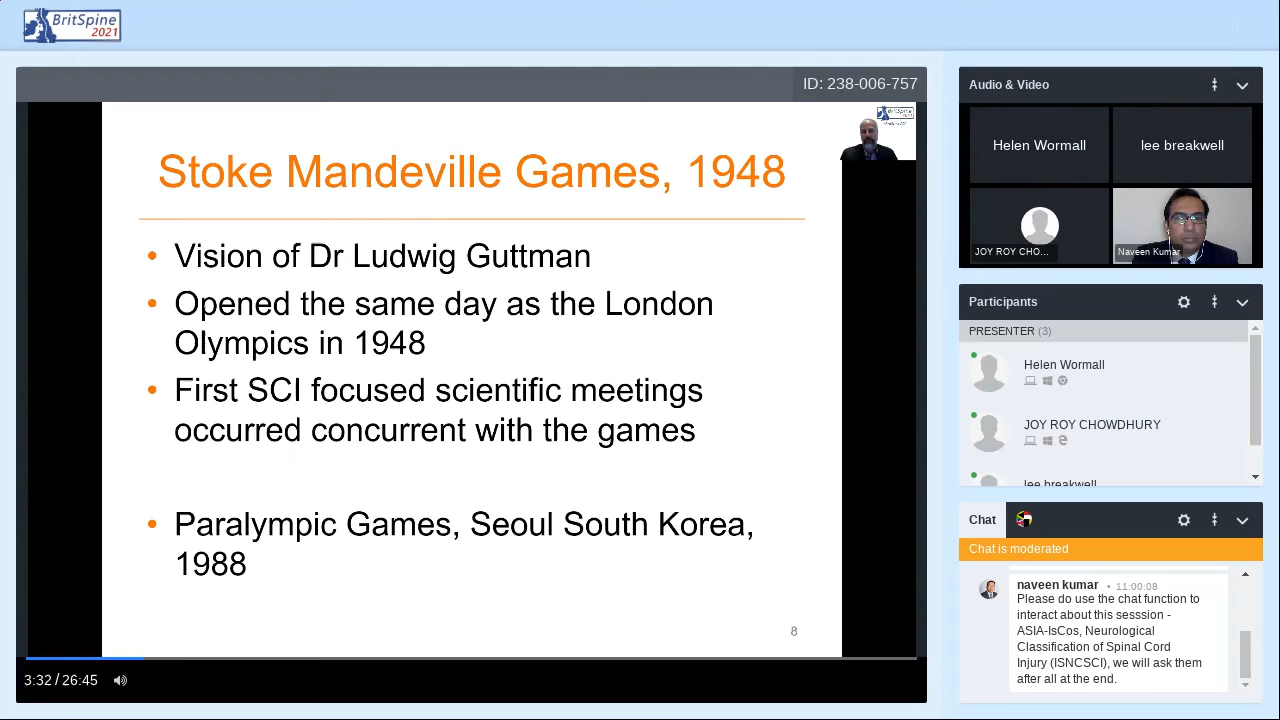 BritSpine
2021
ID: 238-006-757
Stoke Mandeville Games, 1948
• Vision of Dr Ludwig Guttman
• Opened the same day as the London
Olympics in 1948
• First SCI focused scientific meetings
occurred concurrent with the games
• Paralympic Games, Seoul South Korea,
1988
8
3:32 / 26:45
Audio & Video
Helen Wormall
lee breakwell
JOY ROY CHO...
Naveen Kumar
Participants
PRESENTER (3)
Helen Wormall
JOY ROY CHOWDHURY
lee breakwell
Chat
Chat is moderated
naveen kumar • 11:00:08
Please do use the chat function to
interact about this sesssion -
ASIA-IsCos, Neurological
Classification of Spinal Cord
Injury (ISNCSCI), we will ask them
after all at the end.